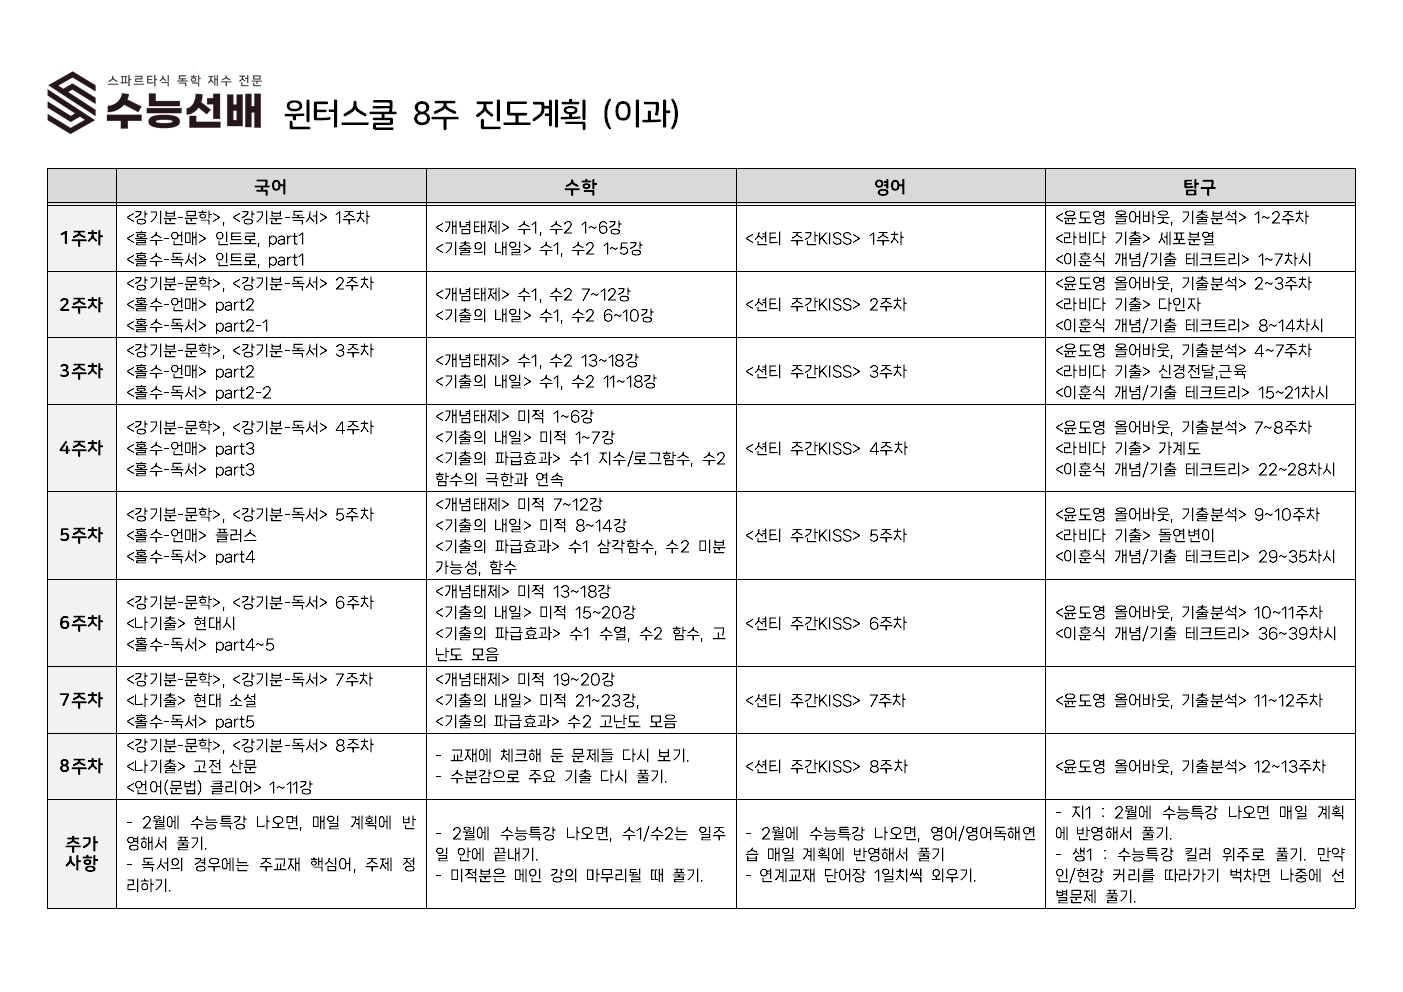 스파르타식 독학 재수 전문
수능선배 윈터스쿨 8주 진도계획 (이과)
국어 수학 영어 탐구
1주차
<강기분-문학>, <강기분-독서> 1주차
<홀수-언매> 인트로, part1
<홀수-독서> 인트로, part1
<개념태제> 수1, 수2 1~6강
<기출의 내일> 수1, 수2 1~5강
<션티 주간KISS> 1주차
<윤도영 올어바웃, 기출분석> 1~2주차
<라비다 기출> 세포분열
<이훈식 개념/기출 테크트리> 1~7차시
2주차
<강기분-문학>, <강기분-독서> 2주차
<홀수-언매> part2
<홀수-독서> part2-1
<개념태제> 수1, 수2 7~12강
<기출의 내일> 수1, 수2 6~10강
<션티 주간KISS> 2주차
<윤도영 올어바웃, 기출분석> 2~3주차
<라비다 기출> 다인자
<이훈식 개념/기출 테크트리> 8~14차시
3주차
<강기분-문학>, <강기분-독서> 3주차
<홀수-언매> part2
<홀수-독서> part2-2
<개념태제> 수1, 수2 13~18강
<기출의 내일> 수1, 수2 11~18강
<션티 주간KISS> 3주차
<윤도영 올어바웃, 기출분석> 4~7주차
<라비다 기출> 신경전달,근육
<이훈식 개념/기출 테크트리> 15~21차시
4주차
<강기분-문학>, <강기분-독서> 4주차
<홀수-언매> part3
<홀수-독서> part3
<개념태제> 미적 1~6강
<기출의 내일> 미적 1~7강
<기출의 파급효과> 수1 지수/로그함수, 수2
함수의 극한과 연속
<션티 주간KISS> 4주차
<윤도영 올어바웃, 기출분석> 7~8주차
<라비다 기출> 가계도
<이훈식 개념/기출 테크트리> 22~28차시
5주차
<강기분-문학>, <강기분-독서> 5주차
<홀수-언매> 플러스
<홀수-독서> part4
<개념태제> 미적 7~12강
<기출의 내일> 미적 8~14강
<기출의 파급효과> 수1 삼각함수, 수2 미분
가능성, 함수
<션티 주간KISS> 5주차
<윤도영 올어바웃, 기출분석> 9~10주차
<라비다 기출> 돌연변이
<이훈식 개념/기출 테크트리> 29~35차시
6주차
<강기분-문학>, <강기분-독서> 6주차
<나기출> 현대시
<홀수-독서> part4~5
<개념태제> 미적 13~18강
<기출의 내일> 미적 15~20강
<기출의 파급효과> 수1 수열, 수2 함수, 고
난도 모음
<션티 주간KISS> 6주차
<윤도영 올어바웃, 기출분석> 10~11주차
<이훈식 개념/기출 테크트리> 36~39차시
7주차
<강기분-문학>, <강기분-독서> 7주차
<나기출> 현대 소설
<홀수-독서> part5
<개념태제> 미적 19~20강
<기출의 내일> 미적 21~23강,
<기출의 파급효과> 수2 고난도 모음
<션티 주간KISS> 7주차
<윤도영 올어바웃, 기출분석> 11~12주차
8주차
<강기분-문학>, <강기분-독서> 8주차
<나기출> 고전 산문
<언어(문법) 클리어> 1~11강
- 교재에 체크해 둔 문제들 다시 보기.
- 수분감으로 주요 기출 다시 풀기.
<션티 주간KISS> 8주차
<윤도영 올어바웃, 기출분석> 12~13주차
추가
사항
- 2월에 수능특강 나오면, 매일 계획에 반
영해서 풀기.
- 독서의 경우에는 주교재 핵심어, 주제 정
리하기.
- 2월에 수능특강 나오면, 수1/수2는 일주
일 안에 끝내기.
- 미적분은 메인 강의 마무리될 때 풀기.
- 2월에 수능특강 나오면, 영어/영어독해연
습 매일 계획에 반영해서 풀기
- 연계교재 단어장 1일치씩 외우기.
- 지1 : 2월에 수능특강 나오면 매일 계획
에 반영해서 풀기.
- 생1 : 수능특강 킬러 위주로 풀기. 만약
인/현강 커리를 따라가기 벅차면 나중에 선
별문제 풀기.